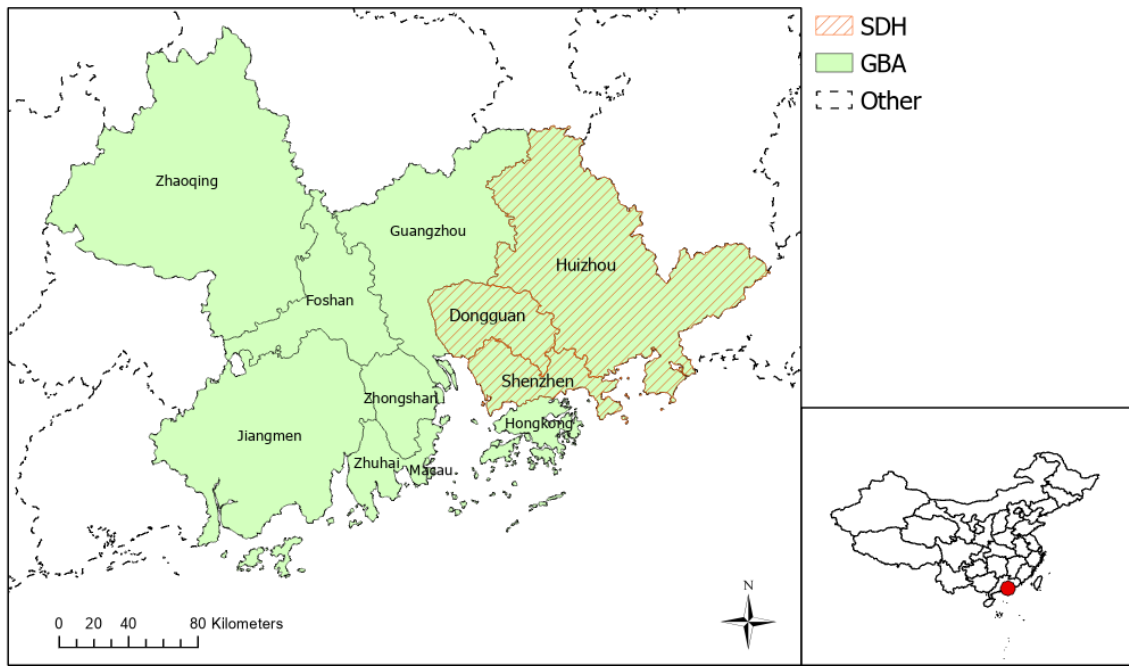 SDH
GBA
Other
Zhaoqing
Guangzhou
Huizhou
Foshan
Dongguan
Shenzhen
Zhongshan
Hongkong
Jiangmen
Zhuhai
Macau
N
0 20 40 80 Kilometers